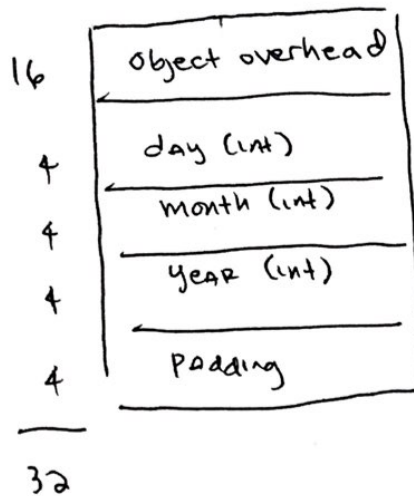 16 object overhead
4 day (int)
4 month (int)
4 year (int)
4 padding
32